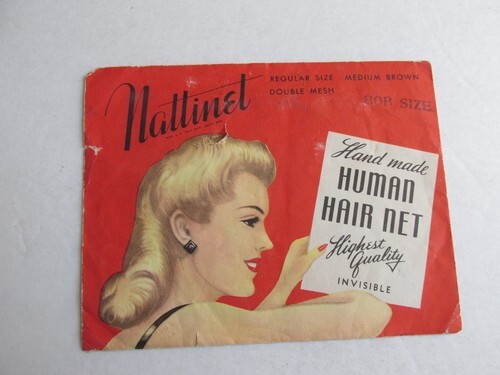 Nattinet
REGULAR SIZE MEDIUM BROWN
DOUBLE MESH
BOB SIZE
Hand made
HUMAN
HAIR NET
Highest
Quality
INVISIBLE